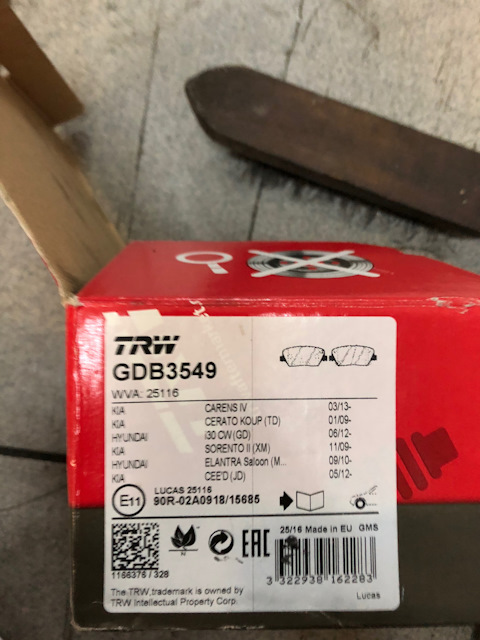 TRW
GDB3549
WVA: 25116
KIA CARENS IV 03/13-
KIA CERATO KOUP (TD) 01/09-
HYUNDAI i30 CW (GD) 06/12-
KIA SORENTO II (XM) 11/09-
HYUNDAI ELANTRA Saloon (M... 09/10-
KIA CEE'D (JD) 05/12-
E11
LUCAS 25116
90R-02A0918/15685
N
EAC
25/16 Made in EU GMS
1166376 / 328
3 322938 162283
The TRW, trademark is owned by
TRW Intellectual Property Corp.
Lucas